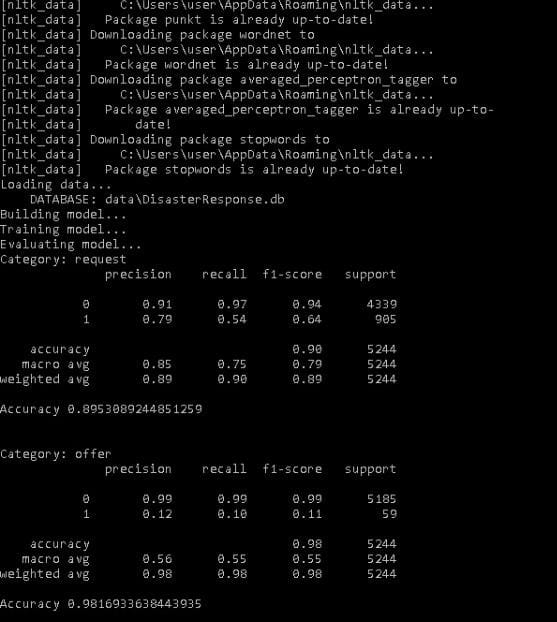 [nltk_data]     C:\Users\user\AppData\Roaming\nltk_data...
[nltk_data]   Package punkt is already up-to-date!
[nltk_data] Downloading package wordnet to
[nltk_data]     C:\Users\user\AppData\Roaming\nltk_data...
[nltk_data]   Package wordnet is already up-to-date!
[nltk_data] Downloading package averaged_perceptron_tagger to
[nltk_data]     C:\Users\user\AppData\Roaming\nltk_data...
[nltk_data]   Package averaged_perceptron_tagger is already up-to-
[nltk_data]       date!
[nltk_data] Downloading package stopwords to
[nltk_data]     C:\Users\user\AppData\Roaming\nltk_data...
[nltk_data]   Package stopwords is already up-to-date!
Loading data...
    DATABASE: data\DisasterResponse.db
Building model...
Training model...
Evaluating model...
Category: request
              precision    recall  f1-score   support
           0       0.91      0.97      0.94      4339
           1       0.79      0.54      0.64       905
    accuracy                           0.90      5244
   macro avg       0.85      0.75      0.79      5244
weighted avg       0.89      0.90      0.89      5244
Accuracy 0.8953089244851259
Category: offer
              precision    recall  f1-score   support
           0       0.99      0.99      0.99      5185
           1       0.12      0.10      0.11        59
    accuracy                           0.98      5244
   macro avg       0.56      0.55      0.55      5244
weighted avg       0.98      0.98      0.98      5244
Accuracy 0.9816933638443935